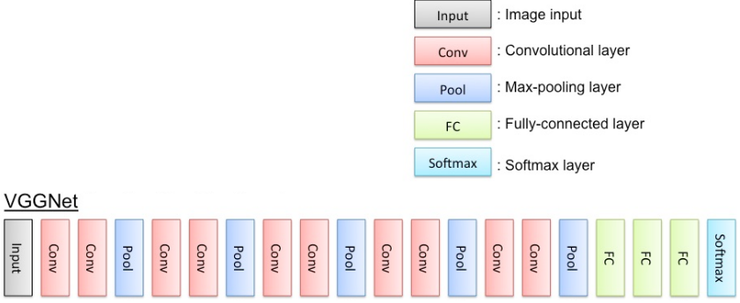 Input : Image input
Conv : Convolutional layer
Pool : Max-pooling layer
FC : Fully-connected layer
Softmax : Softmax layer
VGGNet
Input Conv Conv Pool Conv Conv Pool Conv Conv Pool Conv Conv Pool Conv Conv Pool FC FC FC Softmax